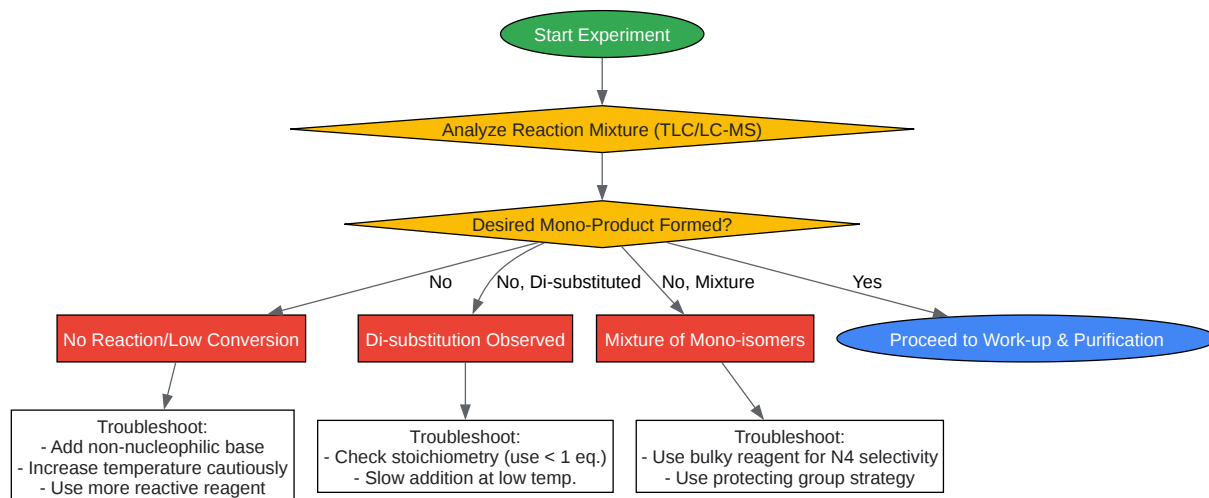 Start Experiment
Analyze Reaction Mixture (TLC/LC-MS)
Desired Mono-Product Formed?
No
No, Di-substituted
No, Mixture
Yes
No Reaction/Low Conversion
Di-substitution Observed
Mixture of Mono-isomers
Proceed to Work-up & Purification
Troubleshoot:
- Add non-nucleophilic base
- Increase temperature cautiously
- Use more reactive reagent
Troubleshoot:
- Check stoichiometry (use < 1 eq.)
- Slow addition at low temp.
Troubleshoot:
- Use bulky reagent for N4 selectivity
- Use protecting group strategy